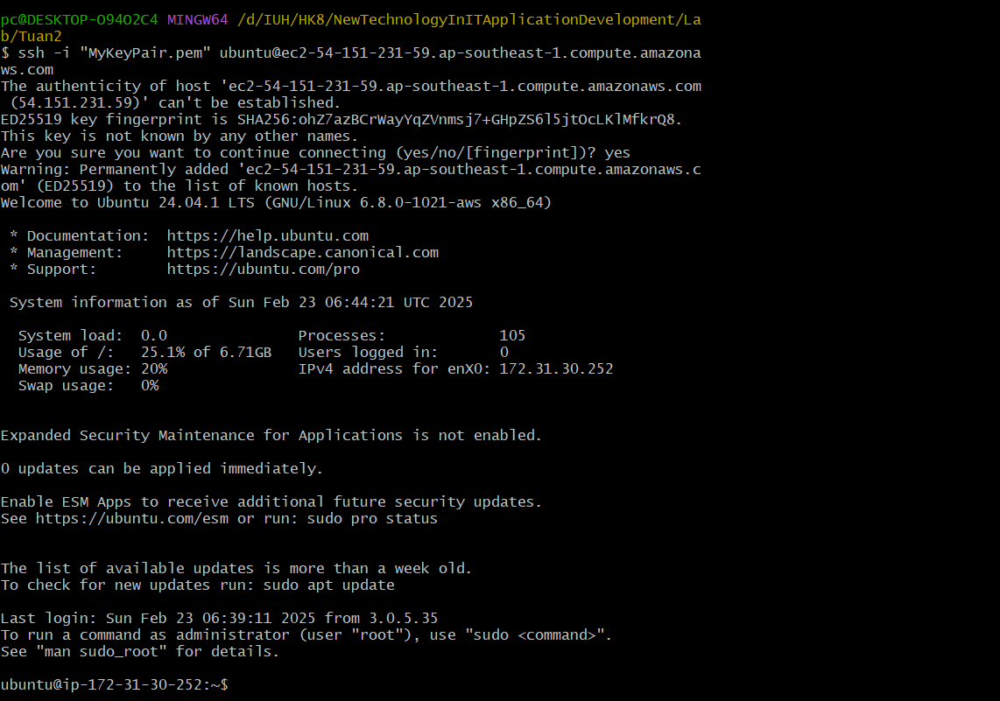 pc@DESKTOP-O94O2C4 MINGW64 /d/IUH/HK8/NewTechnologyInITApplicationDevelopment/La
b/Tuan2
$ ssh -i "MyKeyPair.pem" ubuntu@ec2-54-151-231-59.ap-southeast-1.compute.amazona
ws.com
The authenticity of host 'ec2-54-151-231-59.ap-southeast-1.compute.amazonaws.com
 (54.151.231.59)' can't be established.
ED25519 key fingerprint is SHA256:ohZ7azBCrWayYqZVnmsj7+GHpZS6l5jtOcLKlMfkrQ8.
This key is not known by any other names.
Are you sure you want to continue connecting (yes/no/[fingerprint])? yes
Warning: Permanently added 'ec2-54-151-231-59.ap-southeast-1.compute.amazonaws.c
om' (ED25519) to the list of known hosts.
Welcome to Ubuntu 24.04.1 LTS (GNU/Linux 6.8.0-1021-aws x86_64)

 * Documentation:  https://help.ubuntu.com
 * Management:     https://landscape.canonical.com
 * Support:        https://ubuntu.com/pro

 System information as of Sun Feb 23 06:44:21 UTC 2025

  System load:  0.0               Processes:             105
  Usage of /:   25.1% of 6.71GB   Users logged in:       0
  Memory usage: 20%               IPv4 address for enX0: 172.31.30.252
  Swap usage:   0%

Expanded Security Maintenance for Applications is not enabled.

0 updates can be applied immediately.

Enable ESM Apps to receive additional future security updates.
See https://ubuntu.com/esm or run: sudo pro status

The list of available updates is more than a week old.
To check for new updates run: sudo apt update

Last login: Sun Feb 23 06:39:11 2025 from 3.0.5.35
To run a command as administrator (user "root"), use "sudo <command>".
See "man sudo_root" for details.

ubuntu@ip-172-31-30-252:~$